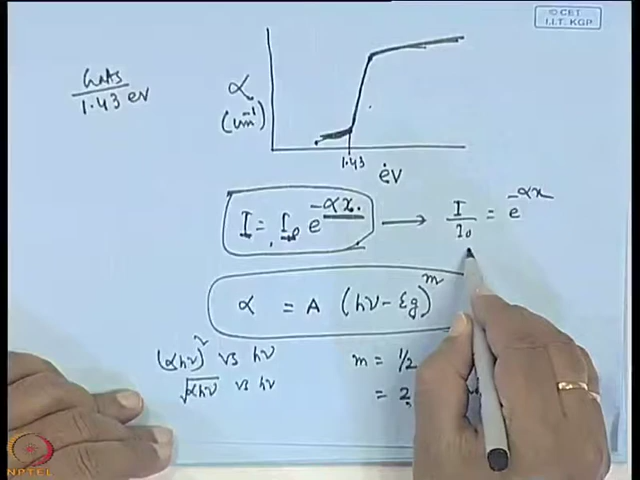 © CET
I.I.T. KGP
GaAs
1.43 eV
α
(cm⁻¹)
1.43
eV
I = I₀ e^{-αx} → I/I₀ = e^{-αx}
α = A (hν - Eg)^m
(αhν)² vs hν
m = 1/2
√αhν vs hν
= 2
NPTEL